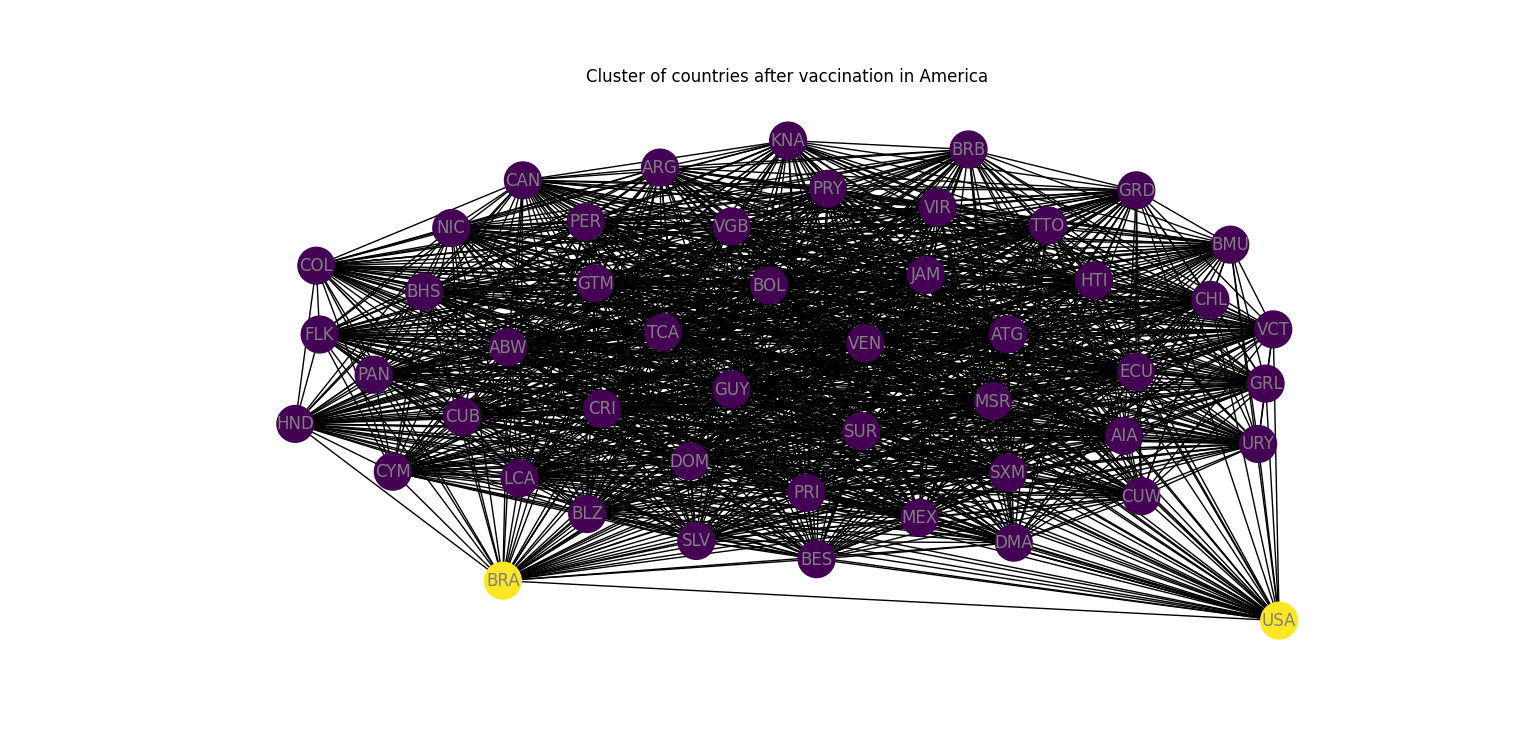 Cluster of countries after vaccination in America
KNA
BRB
ARG
CAN
PRY
GRD
VIR
PER
TTO
VGB
NIC
BMU
COL
JAM
HTI
GTM
BOL
BHS
CHL
VCT
TCA
FLK
ATG
VEN
ABW
ECU
PAN
GRL
GUY
MSR
CRI
CUB
HND
SUR
AIA
URY
DOM
CYM
SXM
LCA
PRI
CUW
BLZ
MEX
SLV
DMA
BES
BRA
USA